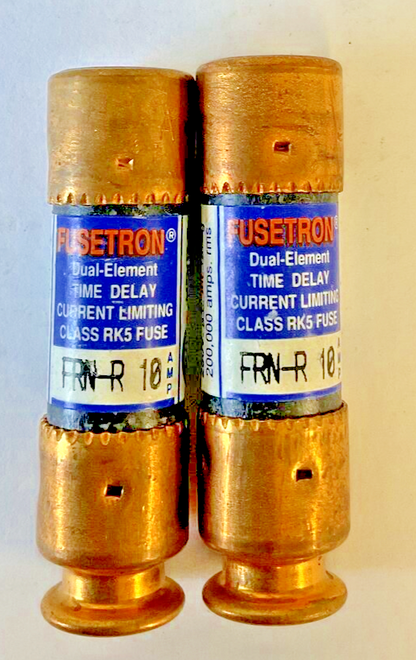 FUSETRON®
Dual-Element
TIME DELAY
CURRENT LIMITING
CLASS RK5 FUSE
FRN-R 10 AMP
200,000 amps. rms
FUSETRON®
Dual-Element
TIME DELAY
CURRENT LIMITING
CLASS RK5 FUSE
FRN-R 10 AMP